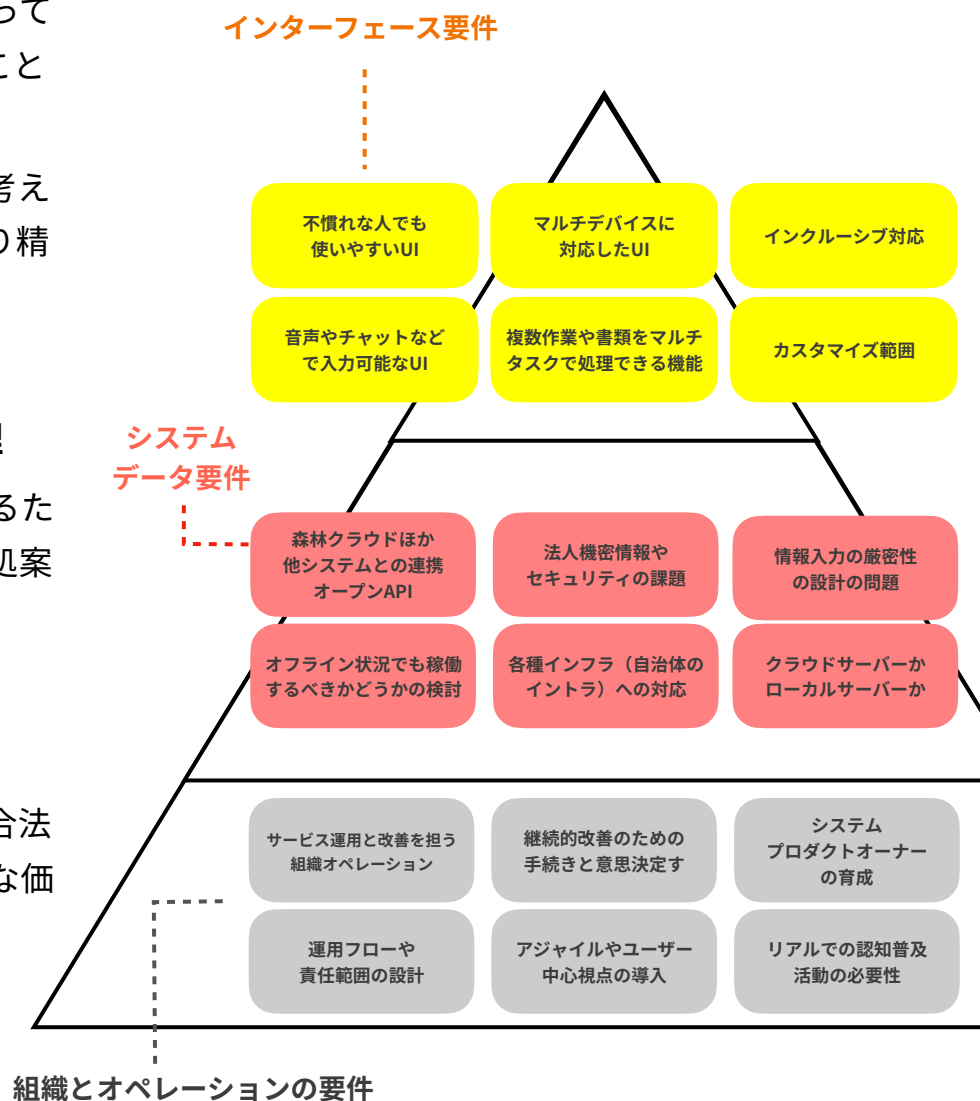 って
こと
考え
り精
るた
処案
合法
な価
インターフェース要件
不慣れな人でも
使いやすいUI
マルチデバイスに
対応したUI
インクルーシブ対応
音声やチャットなど
で入力可能なUI
複数作業や書類をマルチ
タスクで処理できる機能
カスタマイズ範囲
システム
データ要件
森林クラウドほか
他システムとの連携
オープンAPI
法人機密情報や
セキュリティの課題
情報入力の厳密性
の設計の問題
オフライン状況でも稼働
するべきかどうかの検討
各種インフラ（自治体の
イントラ）への対応
クラウドサーバーか
ローカルサーバーか
サービス運用と改善を担う
組織オペレーション
継続的改善のための
手続きと意思決定す
システム
プロダクトオーナー
の育成
運用フローや
責任範囲の設計
アジャイルやユーザー
中心視点の導入
リアルでの認知普及
活動の必要性
組織とオペレーションの要件